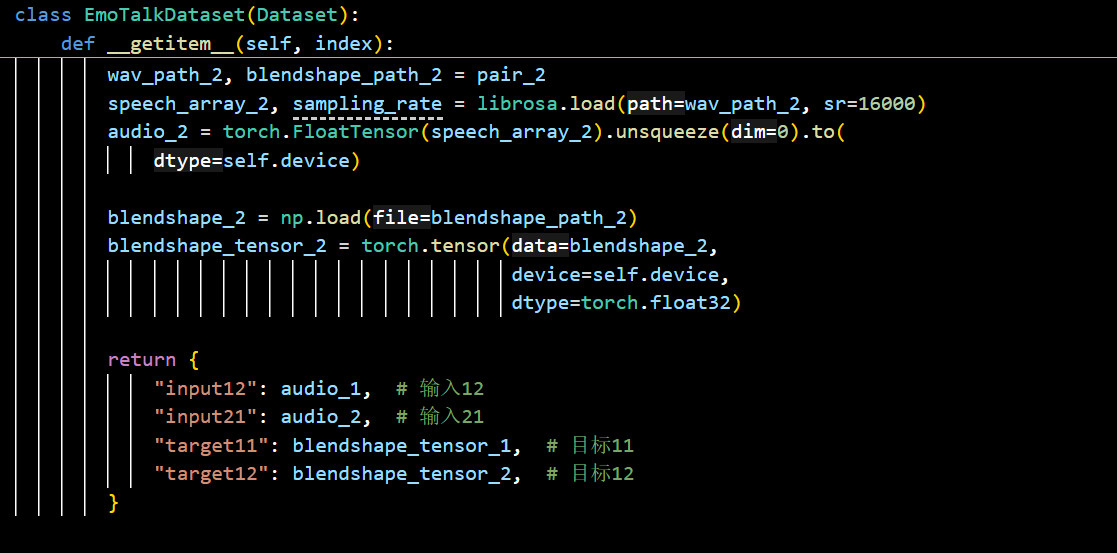 class EmoTalkDataset(Dataset):
def __getitem__(self, index):
wav_path_2, blendshape_path_2 = pair_2
speech_array_2, sampling_rate = librosa.load(path=wav_path_2, sr=16000)
audio_2 = torch.FloatTensor(speech_array_2).unsqueeze(dim=0).to(
dtype=self.device)
blendshape_2 = np.load(file=blendshape_path_2)
blendshape_tensor_2 = torch.tensor(data=blendshape_2,
device=self.device,
dtype=torch.float32)
return {
"input12": audio_1,  # 输入12
"input21": audio_2,  # 输入21
"target11": blendshape_tensor_1,  # 目标11
"target12": blendshape_tensor_2,  # 目标12
}